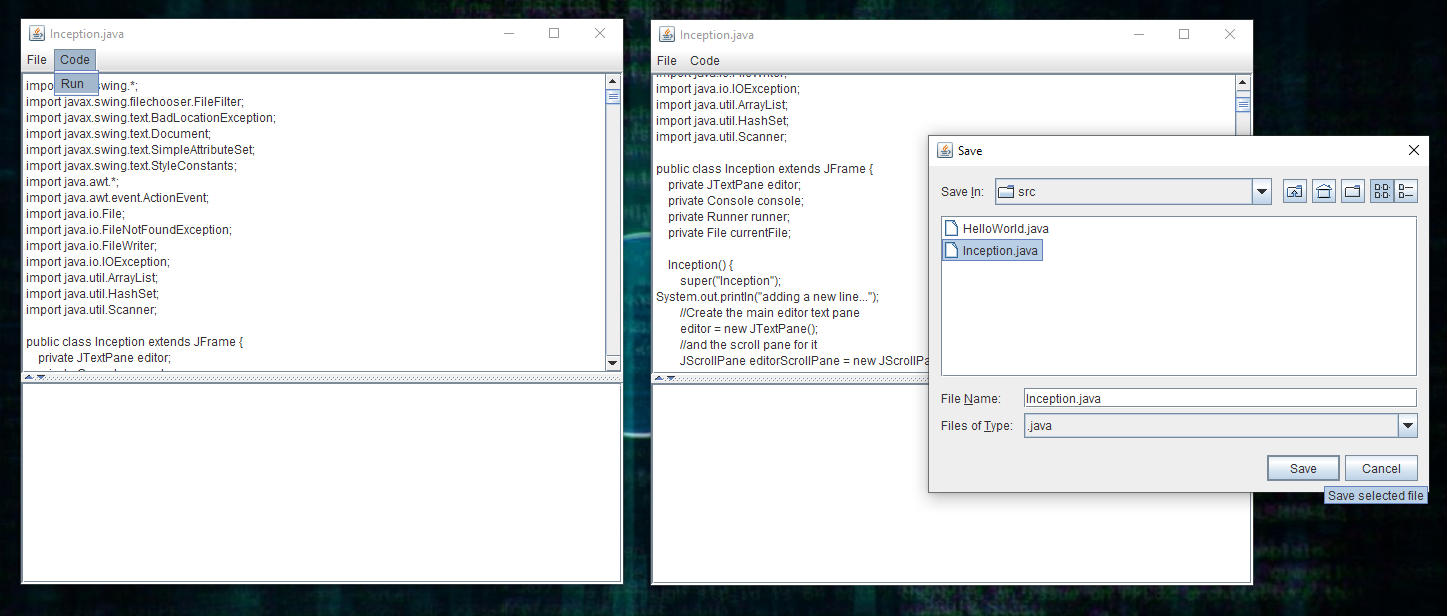 Inception.java
File Code
Run
impo swing.*;
import javax.swing.filechooser.FileFilter;
import javax.swing.text.BadLocationException;
import javax.swing.text.Document;
import javax.swing.text.SimpleAttributeSet;
import javax.swing.text.StyleConstants;
import java.awt.*;
import java.awt.event.ActionEvent;
import java.io.File;
import java.io.FileNotFoundException;
import java.io.FileWriter;
import java.io.IOException;
import java.util.ArrayList;
import java.util.HashSet;
import java.util.Scanner;
public class Inception extends JFrame {
private JTextPane editor;
Inception.java
File Code
import java.io.FileWriter;
import java.io.IOException;
import java.util.ArrayList;
import java.util.HashSet;
import java.util.Scanner;
public class Inception extends JFrame {
private JTextPane editor;
private Console console;
private Runner runner;
private File currentFile;
Inception() {
super("Inception");
System.out.println("adding a new line...");
//Create the main editor text pane
editor = new JTextPane();
//and the scroll pane for it
JScrollPane editorScrollPane = new JScrollPa
Save
Save In: src
HelloWorld.java
Inception.java
File Name: Inception.java
Files of Type: .java
Save Cancel
Save selected file